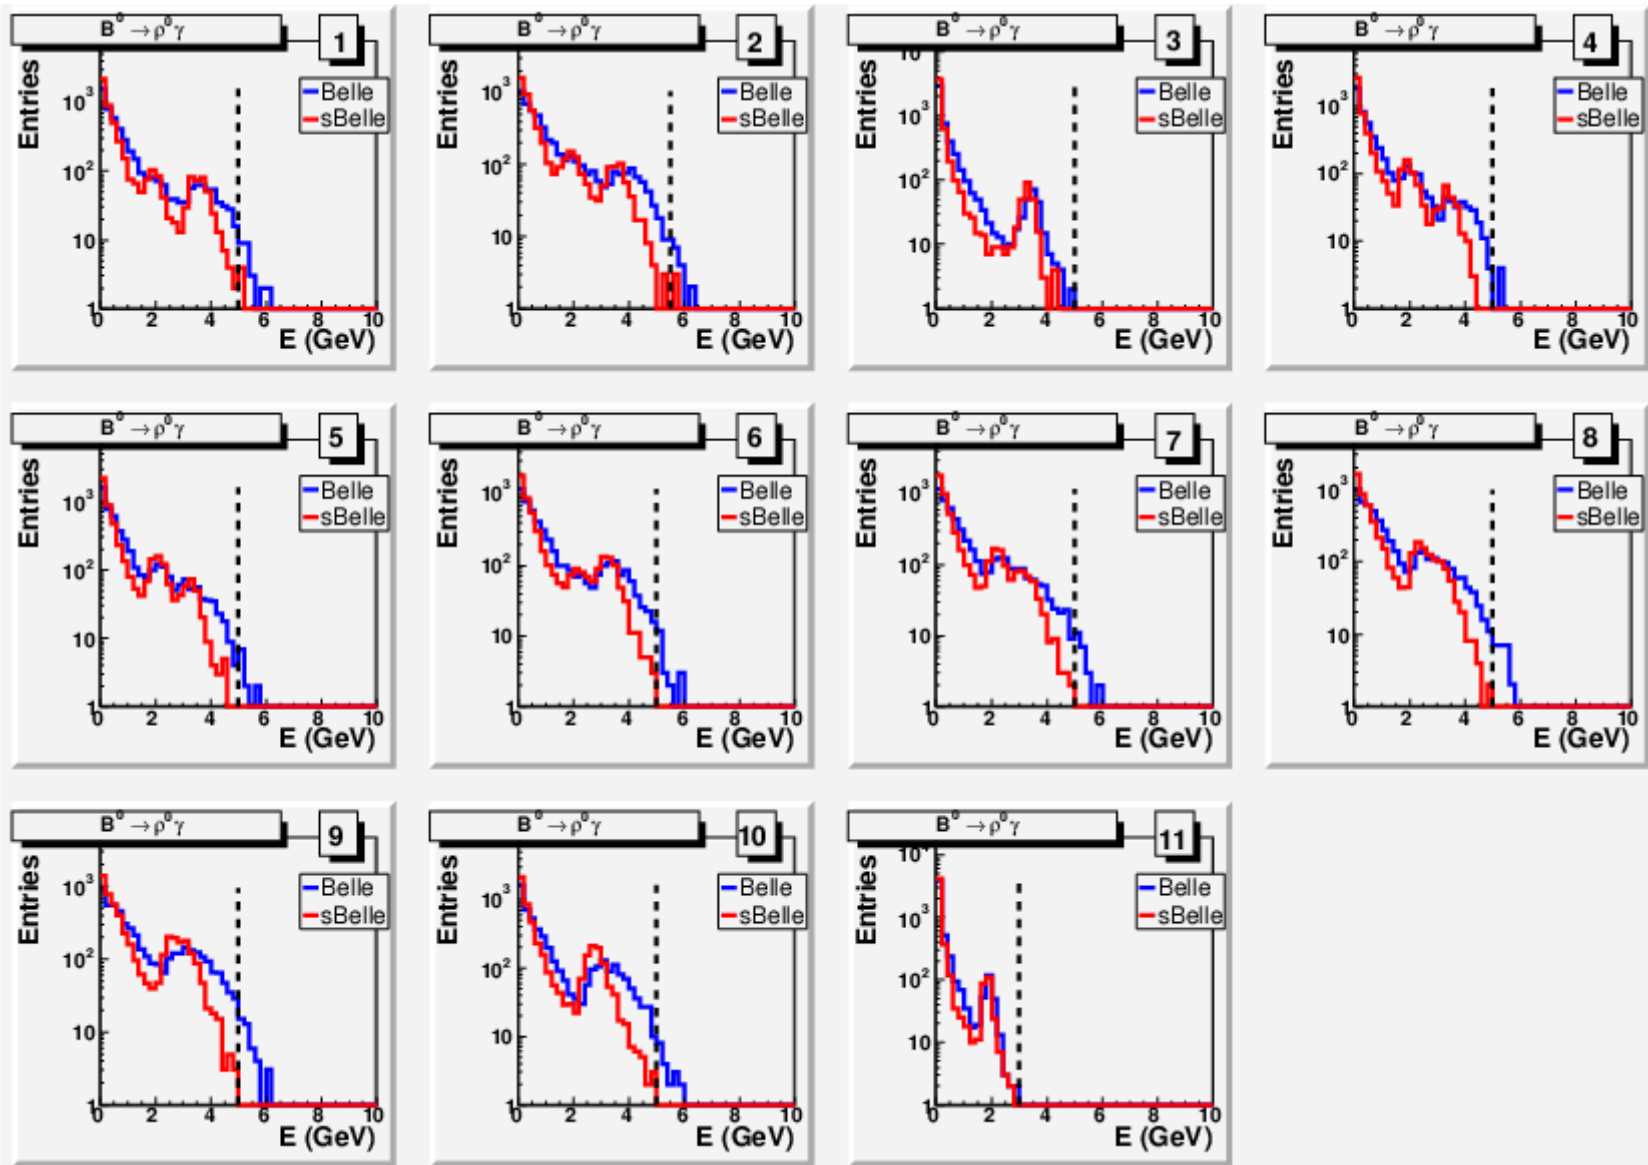 B⁰ → ρ⁰γ
1
Entries
Belle
sBelle
10³
10²
10
1
0 2 4 6 8 10
E (GeV)
B⁰ → ρ⁰γ
2
Entries
Belle
sBelle
10³
10²
10
1
0 2 4 6 8 10
E (GeV)
B⁰ → ρ⁰γ
3
Entries
Belle
sBelle
10
10³
10²
10
1
0 2 4 6 8 10
E (GeV)
B⁰ → ρ⁰γ
4
Entries
Belle
sBelle
10³
10²
10
1
0 2 4 6 8 10
E (GeV)
B⁰ → ρ⁰γ
5
Entries
Belle
sBelle
10³
10²
10
1
0 2 4 6 8 10
E (GeV)
B⁰ → ρ⁰γ
6
Entries
Belle
sBelle
10³
10²
10
1
0 2 4 6 8 10
E (GeV)
B⁰ → ρ⁰γ
7
Entries
Belle
sBelle
10³
10²
10
1
0 2 4 6 8 10
E (GeV)
B⁰ → ρ⁰γ
8
Entries
Belle
sBelle
10³
10²
10
1
0 2 4 6 8 10
E (GeV)
B⁰ → ρ⁰γ
9
Entries
Belle
sBelle
10³
10²
10
1
0 2 4 6 8 10
E (GeV)
B⁰ → ρ⁰γ
10
Entries
Belle
sBelle
10³
10²
10
1
0 2 4 6 8 10
E (GeV)
B⁰ → ρ⁰γ
11
Entries
Belle
sBelle
10⁴
10³
10²
10
1
0 2 4 6 8 10
E (GeV)